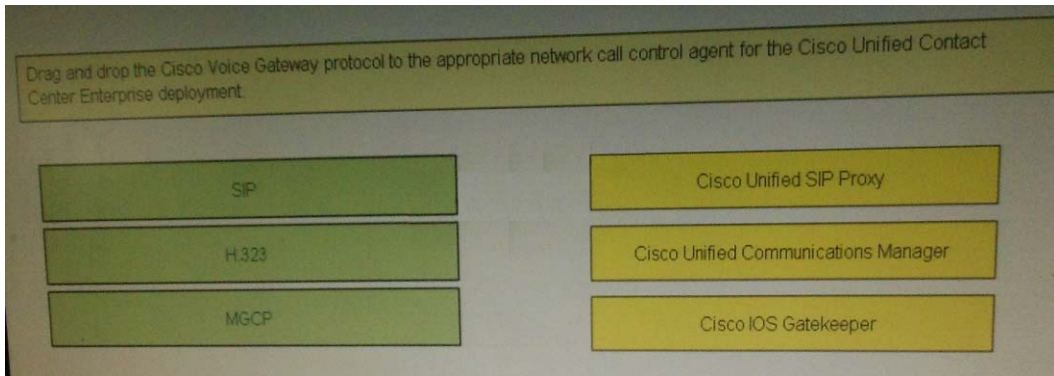 Drag and drop the Cisco Voice Gateway protocol to the appropriate network call control agent for the Cisco Unified Contact
Center Enterprise deployment.
SIP
H.323
MGCP
Cisco Unified SIP Proxy
Cisco Unified Communications Manager
Cisco IOS Gatekeeper